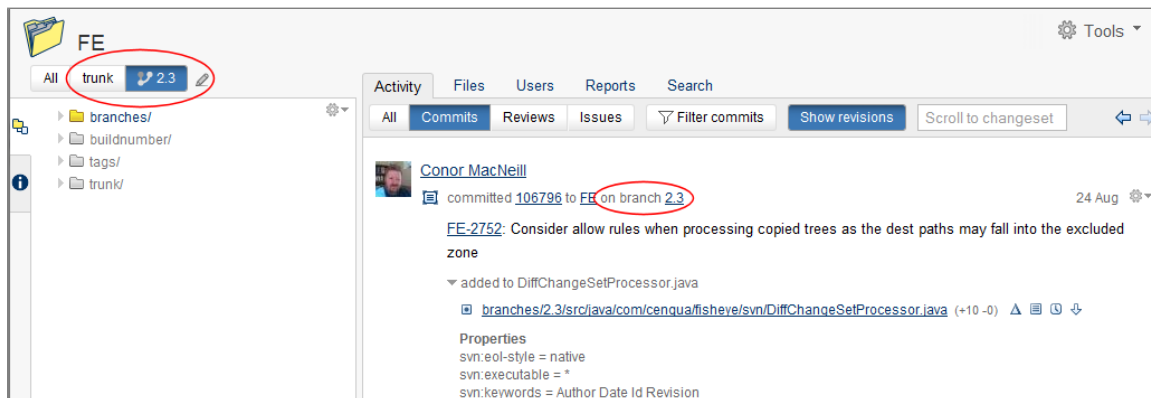 FE
Tools
All trunk 2.3
branches/
buildnumber/
tags/
trunk/
Activity Files Users Reports Search
All Commits Reviews Issues Filter commits Show revisions Scroll to changeset
Conor MacNeill
committed 106796 to FE on branch 2.3
24 Aug
FE-2752: Consider allow rules when processing copied trees as the dest paths may fall into the excluded
zone
added to DiffChangeSetProcessor.java
branches/2.3/src/java/com/cenqua/fisheye/svn/DiffChangeSetProcessor.java (+10 -0)
Properties
svn:eol-style = native
svn:executable = *
svn:keywords = Author Date Id Revision